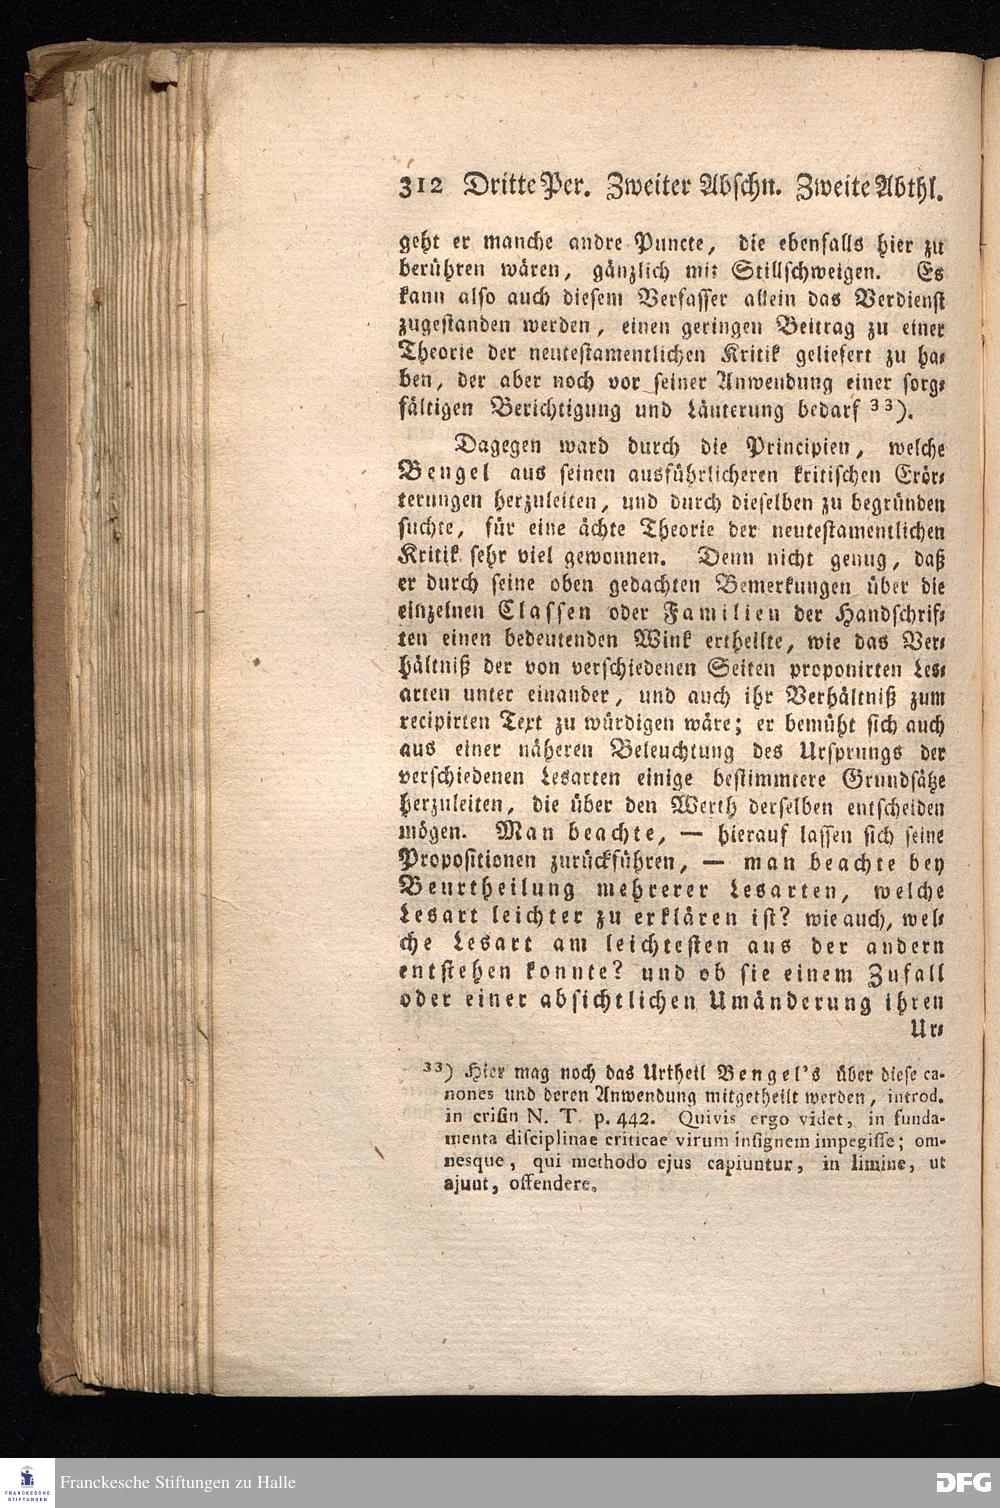 312 Dritte Per. Zweiter Abschn. Zweite Abthl.
geht er manche andre Puncte, die ebenfalls hier zu
berühren wären, gänzlich mit Stillschweigen. Es
kann also auch diesem Verfasser allein das Verdienst
zugestanden werden, einen geringen Beitrag zu einer
Theorie der neutestamentlichen Kritik geliefert zu ha-
ben, der aber noch vor seiner Anwendung einer sorg-
fältigen Berichtigung und Läuterung bedarf 33).
Dagegen ward durch die Principien, welche
Bengel aus seinen ausführlicheren kritischen Erör-
terungen herzuleiten, und durch dieselben zu begründen
suchte, für eine ächte Theorie der neutestamentlichen
Kritik sehr viel gewonnen. Denn nicht genug, daß
er durch seine oben gedachten Bemerkungen über die
einzelnen Classen oder Familien der Handschrif-
ten einen bedeutenden Wink ertheilte, wie das Ver-
hältniß der von verschiedenen Seiten proponirten Les-
arten unter einander, und auch ihr Verhältniß zum
recipirten Text zu würdigen wäre; er bemüht sich auch
aus einer näheren Beleuchtung des Ursprungs der
verschiedenen Lesarten einige bestimmtere Grundsätze
herzuleiten, die über den Werth derselben entscheiden
mögen. Man beachte, — hierauf lassen sich seine
Propositionen zurückführen, — man beachte bey
Beurtheilung mehrerer Lesarten, welche
Lesart leichter zu erklären ist? wie auch, wel-
che Lesart am leichtesten aus der andern
entstehen konnte? und ob sie einem Zufall
oder einer absichtlichen Umänderung ihren
Ur-
33) Hier mag noch das Urtheil Bengel's über diese ca-
nones und deren Anwendung mitgetheilt werden, introd.
in crisin N. T. p. 442. Quivis ergo videt, in funda-
menta disciplinae criticae virum insignem impegisse; om-
nesque, qui methodo ejus capiuntur, in limine, ut
ajunt, offendere.
FRANCKESCHE
STIFTUNGEN
Franckesche Stiftungen zu Halle
DFG